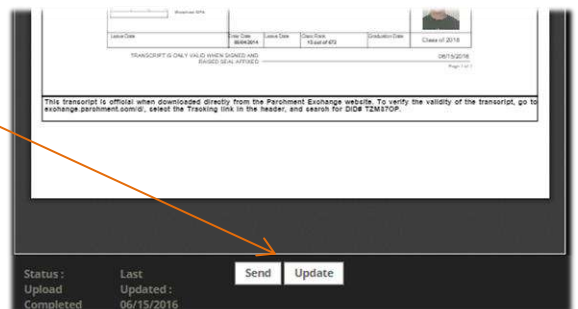 Leave Date
Enter Date
Leave Date
Class Rank
Graduation Date
Class of 2018
TRANSCRIPT IS ONLY VALID WHEN SIGNED AND
RAISED SEAL AFFIXED
06/15/2016
Page 1 of 1
This transcript is official when downloaded directly from the Parchment Exchange website. To verify the validity of the transcript, go to
exchange.parchment.com/d/, select the Tracking link in the header, and search for DID# TZM87OP.
Send
Update
Status :
Last
Upload
Updated :
Completed
06/15/2016